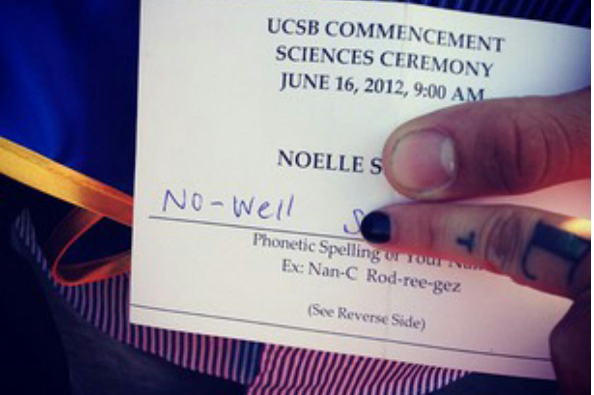 UCSB COMMENCEMENT
SCIENCES CEREMONY
JUNE 16, 2012, 9:00 AM
NOELLE S
No-Well S
Phonetic Spelling of Your
Ex: Nan-C Rod-ree-gez
(See Reverse Side)